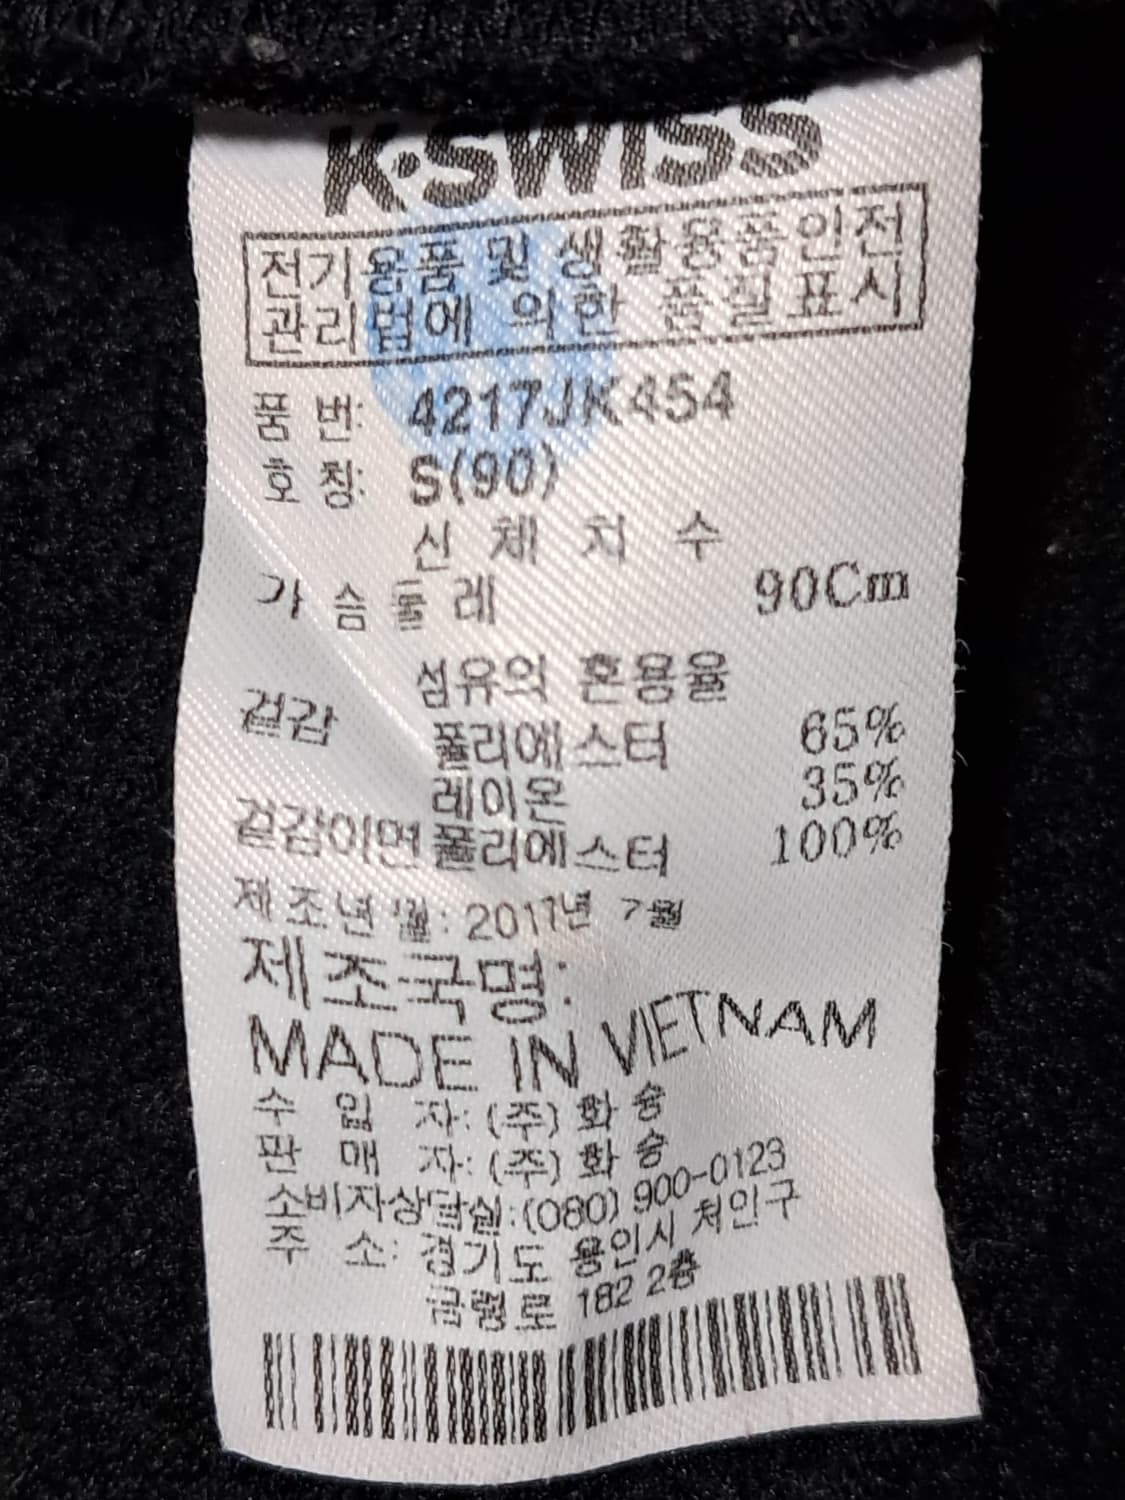 K·SWISS
전기용품 및 생활용품안전
관리법에 의한 품질표시
품 번: 4217JK454
호 칭: S(90)
신 체 치 수
가 슴 둘 레 90Cm
섬유의 혼용율
겉감 폴리에스터 65%
레이온 35%
겉감이면 폴리에스터 100%
제조년월: 2011년 7월
제조국명:
MADE IN VIETNAM
수 입 자: (주) 화 승
판 매 자: (주) 화 승
소비자상담실:(080) 900-0123
주 소: 경기도 용인시 처인구
금령로 182 2층